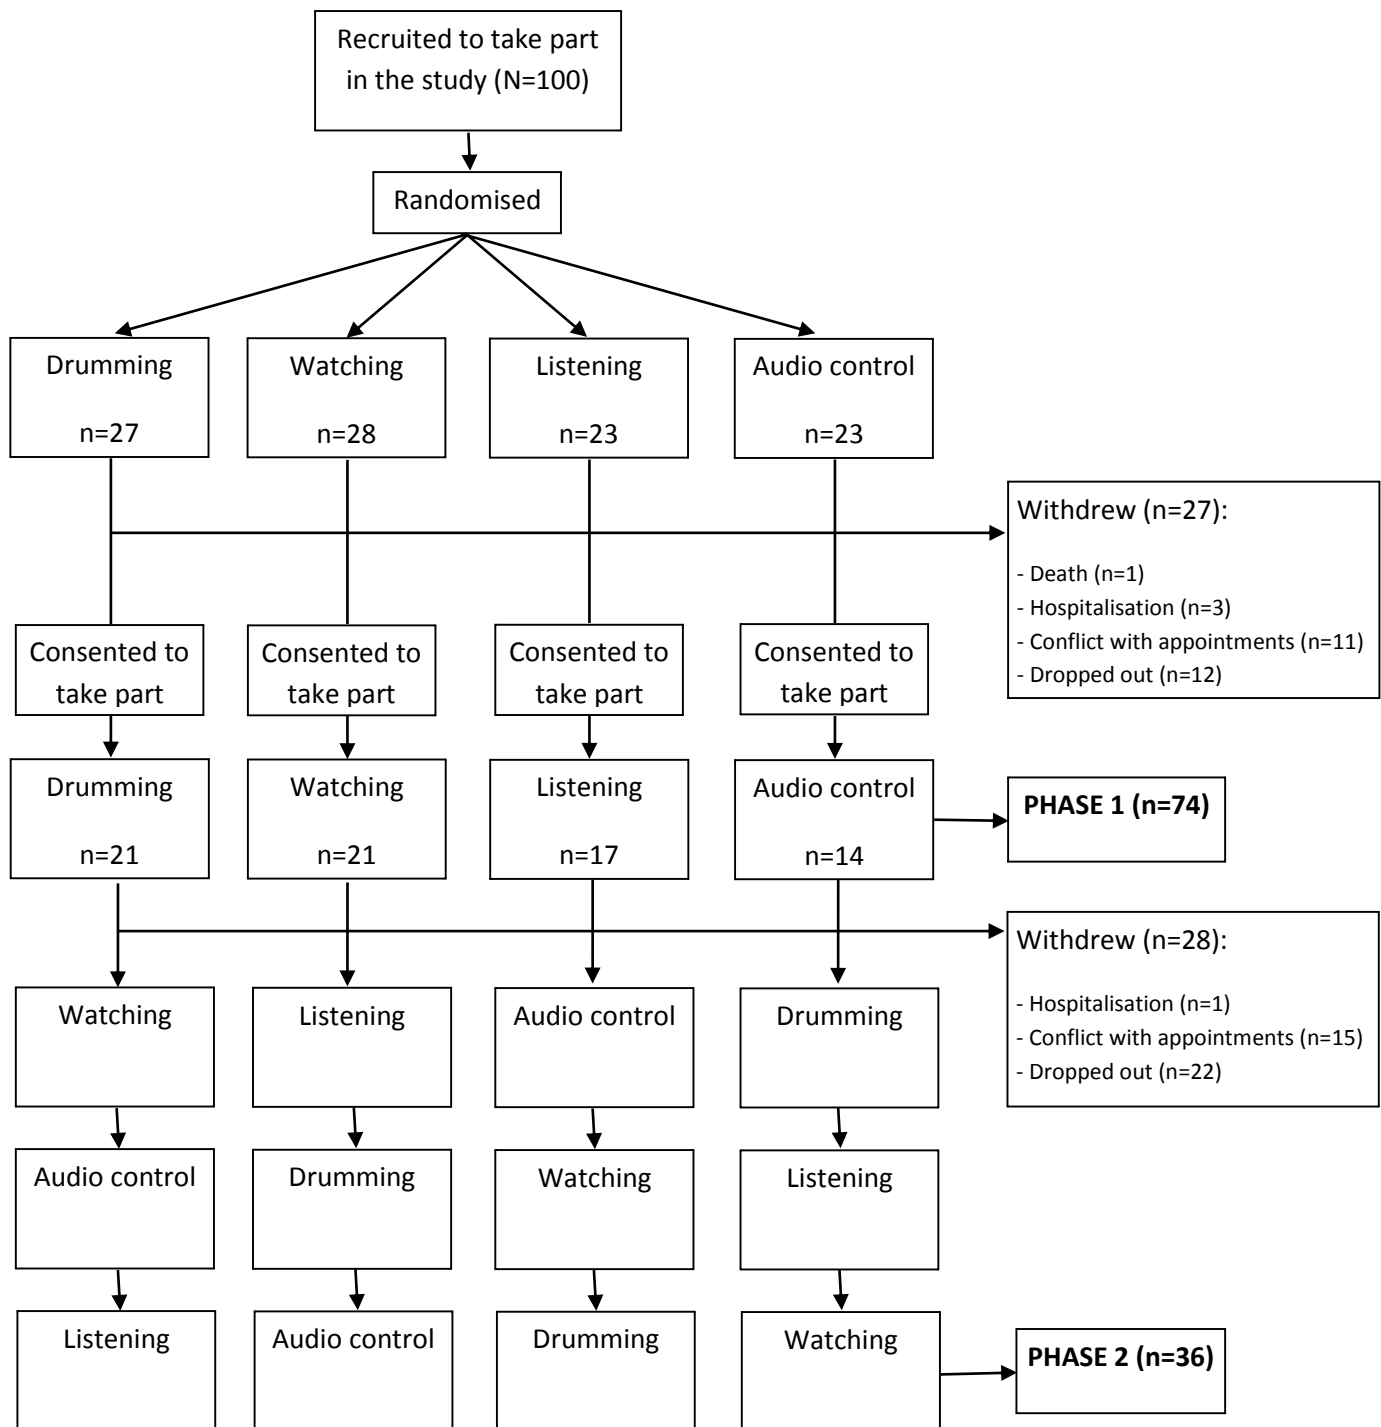 Recruited to take part
in the study (N=100)
Randomised
Drumming
n=27
Watching
n=28
Listening
n=23
Audio control
n=23
Withdrew (n=27):
- Death (n=1)
- Hospitalisation (n=3)
- Conflict with appointments (n=11)
- Dropped out (n=12)
Consented to
take part
Consented to
take part
Consented to
take part
Consented to
take part
Drumming
n=21
Watching
n=21
Listening
n=17
Audio control
n=14
PHASE 1 (n=74)
Withdrew (n=28):
- Hospitalisation (n=1)
- Conflict with appointments (n=15)
- Dropped out (n=22)
Watching
Listening
Audio control
Drumming
Audio control
Drumming
Watching
Listening
Listening
Audio control
Drumming
Watching
PHASE 2 (n=36)